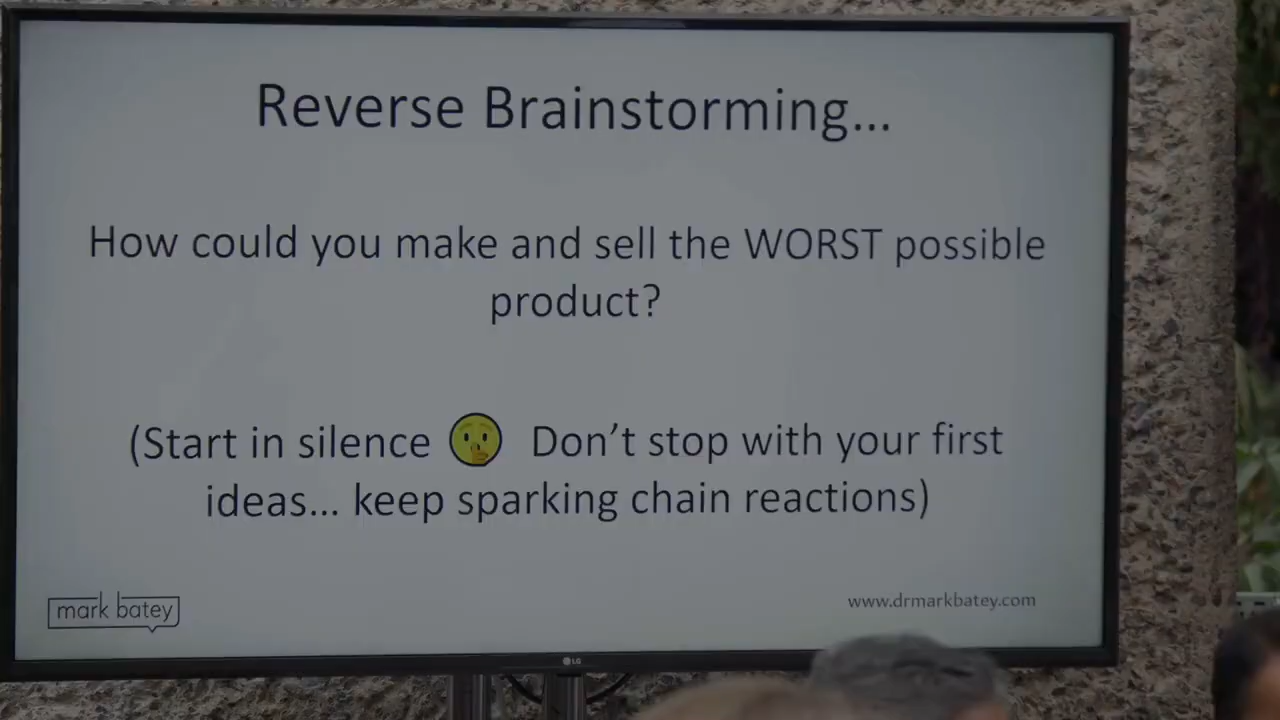 Reverse Brainstorming...
How could you make and sell the WORST possible
product?
(Start in silence 🤫 Don't stop with your first
ideas... keep sparking chain reactions)
mark batey
www.drmarkbatey.com
LG